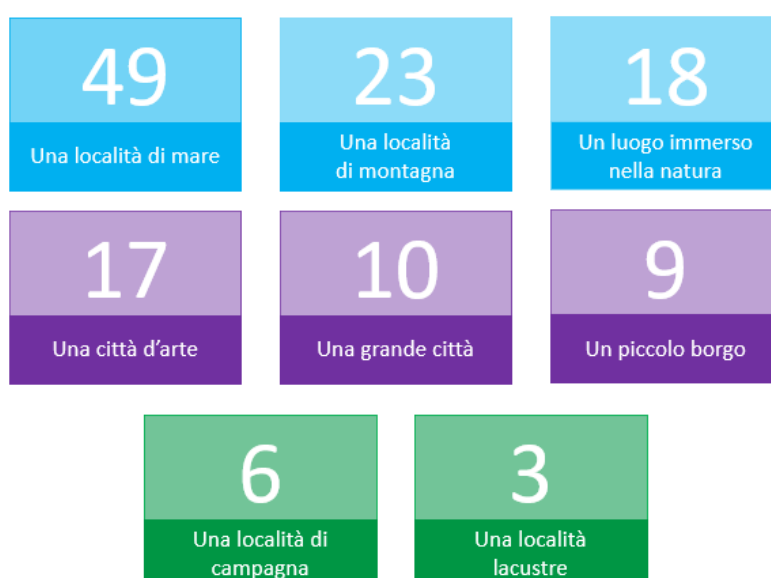 49
Una località di mare
23
Una località
di montagna
18
Un luogo immerso
nella natura
17
Una città d'arte
10
Una grande città
9
Un piccolo borgo
6
Una località di
campagna
3
Una località
lacustre